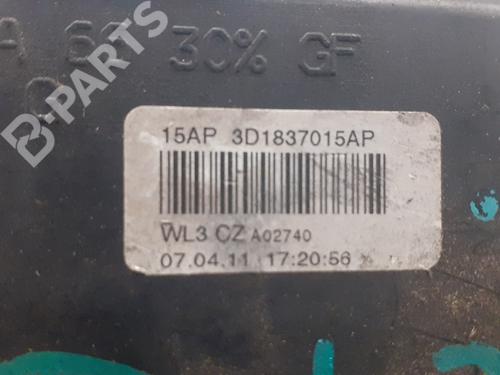 30% GF
15AP 3D1837015AP
WL3 CZ A02740
07.04.11 17:20:56
B-PARTS